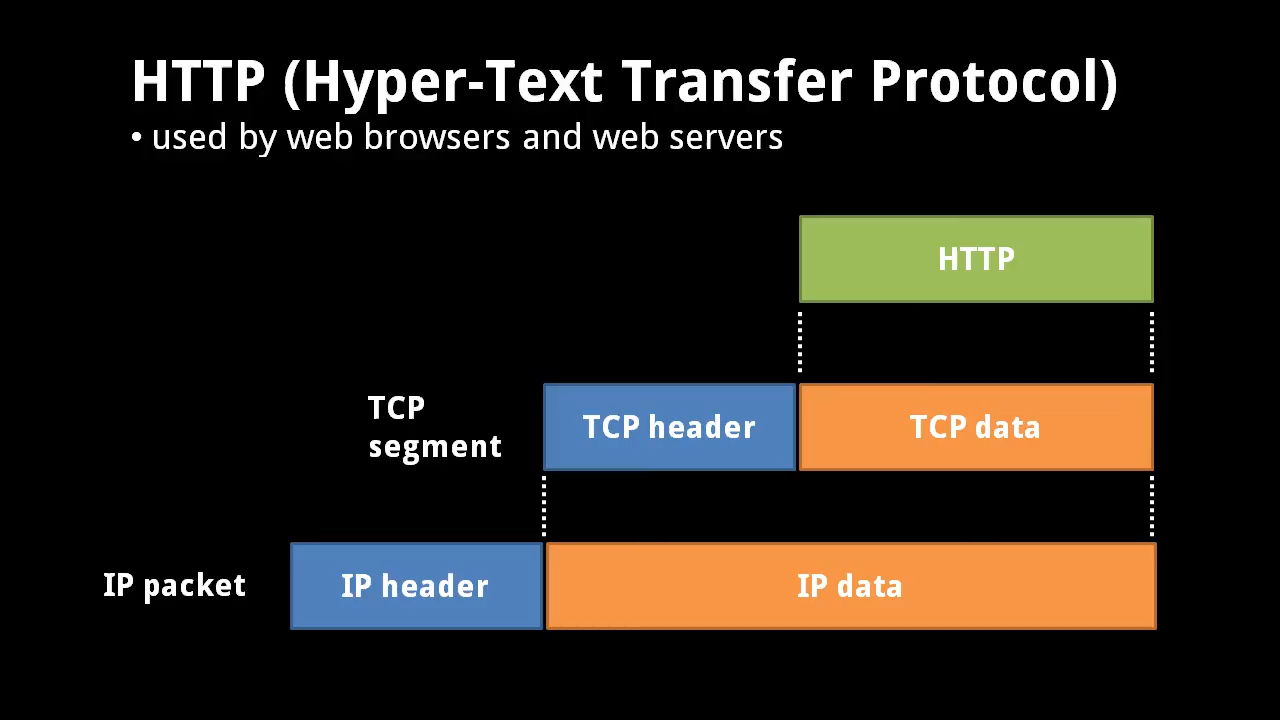 HTTP (Hyper-Text Transfer Protocol)
• used by web browsers and web servers
HTTP
TCP
segment
TCP header
TCP data
IP packet
IP header
IP data